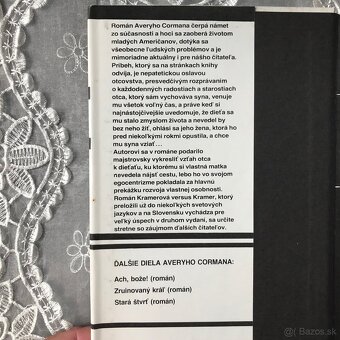 Román Averyho Cormana čerpá námet
zo súčasnosti a hoci sa zaoberá životom
mladých Američanov, dotýka sa
všeobecne ľudských problémov a je
mimoriadne aktuálny i pre nášho čitateľa.
Príbeh, ktorý sa na stránkach knihy
odvíja, je nepatetickou oslavou
otcovstva, presvedčivým rozprávaním
o každodenných radostiach a starostiach
otca, ktorý sám vychováva syna, venuje
mu všetok voľný čas, a práve keď si
najnástojčivejšie uvedomuje, že dieťa sa
mu stalo zmyslom života a nevedel by
bez neho žiť, ohlási sa jeho žena, ktorá ho
pred niekoľkými rokmi opustila, a chce
mu syna vziať...
Autorovi sa v románe podarilo
majstrovsky vykresliť vzťah otca
k dieťaťu, ku ktorému si vlastná matka
navedela nájsť cestu, lebo ho v svojom
egocentrizme pokladala za hlavnú
prekážku rozvoja vlastnej osobnosti.
Román Kramerová versus Kramer, ktorý
preložili už do niekoľkých svetových
jazykov a na Slovensku vychádza pre
veľký úspech v druhom vydaní, sa určite
stretne so záujmom ďalších čitateľov.
ĎALŠIE DIELA AVERYHO CORMANA:
Ach, bože! (román)
Zruinovaný kráľ (román)
Stará štvrť (román)
bazos.sk